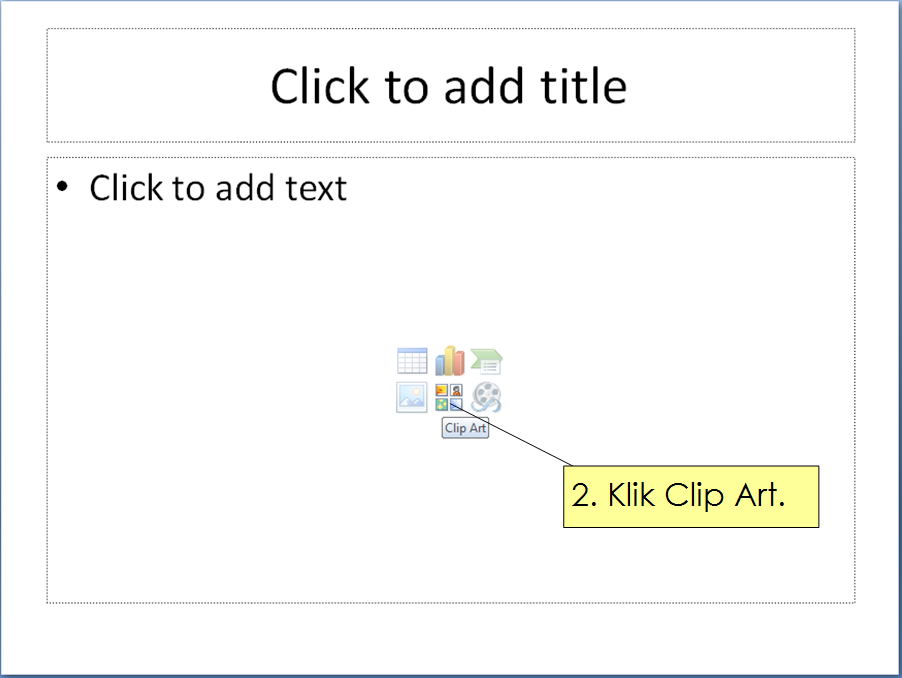 Click to add title
• Click to add text
Clip Art
2. Klik Clip Art.